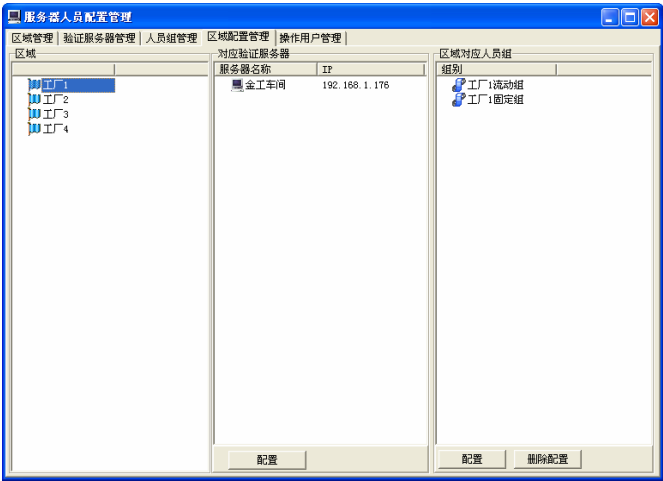 服务器人员配置管理
区域管理 验证服务器管理 人员组管理 区域配置管理 操作用户管理
区域 对应验证服务器 区域对应人员组
服务器名称 IP 组别
工厂1 金工车间 192.168.1.176 工厂1流动组
工厂2 工厂1固定组
工厂3
工厂4
配置 配置 删除配置